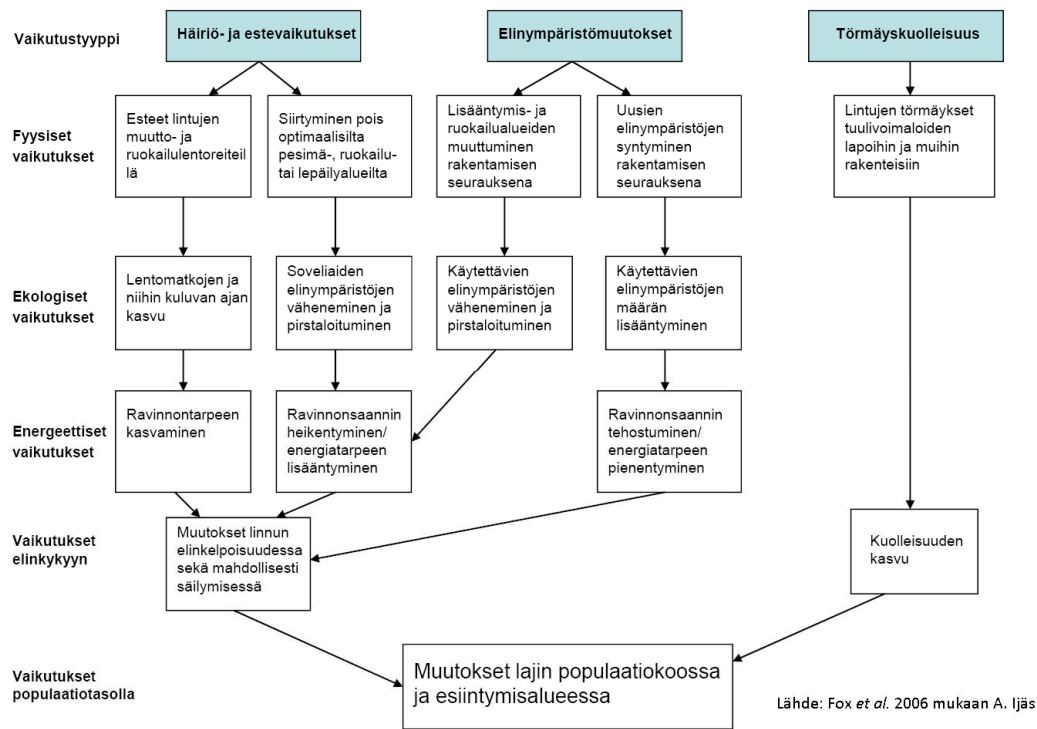 Vaikutustyyppi
Häiriö- ja estevaikutukset
Elinympäristömuutokset
Törmäyskuolleisuus
Fyysiset
vaikutukset
Esteet lintujen
muutto- ja
ruokailulentoreiteil
lä
Siirtyminen pois
optimaalisilta
pesimä-, ruokailu-
tai lepäilyalueilta
Lisääntymis- ja
ruokailualueiden
muuttuminen
rakentamisen
seurauksena
Uusien
elinympäristöjen
syntyminen
rakentamisen
seurauksena
Lintujen törmäykset
tuulivoimaloiden
lapoihin ja muihin
rakenteisiin
Ekologiset
vaikutukset
Lentomatkojen ja
niihin kuluvan ajan
kasvu
Soveliaiden
elinympäristöjen
väheneminen ja
pirstaloituminen
Käytettävien
elinympäristöjen
väheneminen ja
pirstaloituminen
Käytettävien
elinympäristöjen
määrän
lisääntyminen
Energeettiset
vaikutukset
Ravinnontarpeen
kasvaminen
Ravinnonsaannin
heikentyminen/
energiatarpeen
lisääntyminen
Ravinnonsaannin
tehostuminen/
energiatarpeen
pienentyminen
Vaikutukset
elinkykyyn
Muutokset linnun
elinkelpoisuudessa
sekä mahdollisesti
säilymisessä
Kuolleisuuden
kasvu
Vaikutukset
populaatiotasolla
Muutokset lajin populaatiokoossa
ja esiintymisalueessa
Lähde: Fox et al. 2006 mukaan A. Ijäs